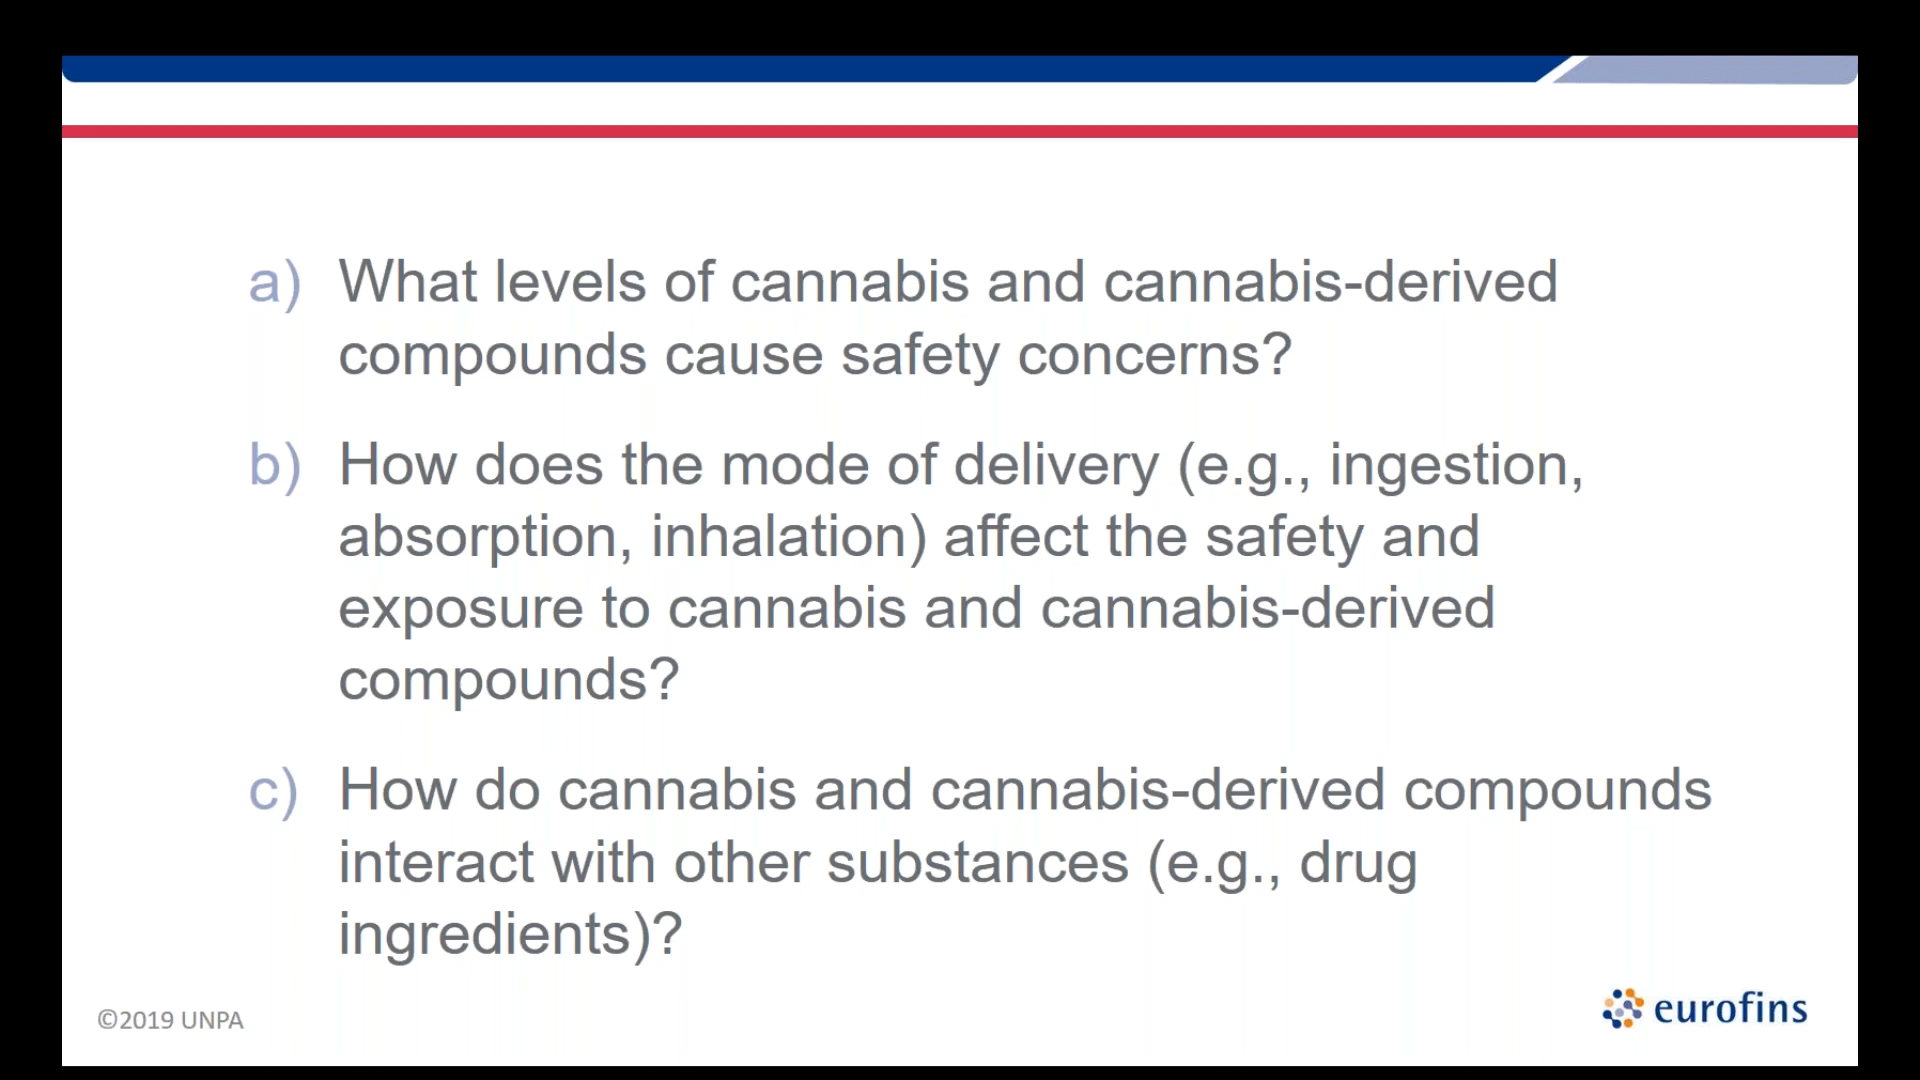 a) What levels of cannabis and cannabis-derived
compounds cause safety concerns?
b) How does the mode of delivery (e.g., ingestion,
absorption, inhalation) affect the safety and
exposure to cannabis and cannabis-derived
compounds?
c) How do cannabis and cannabis-derived compounds
interact with other substances (e.g., drug
ingredients)?
©2019 UNPA
eurofins